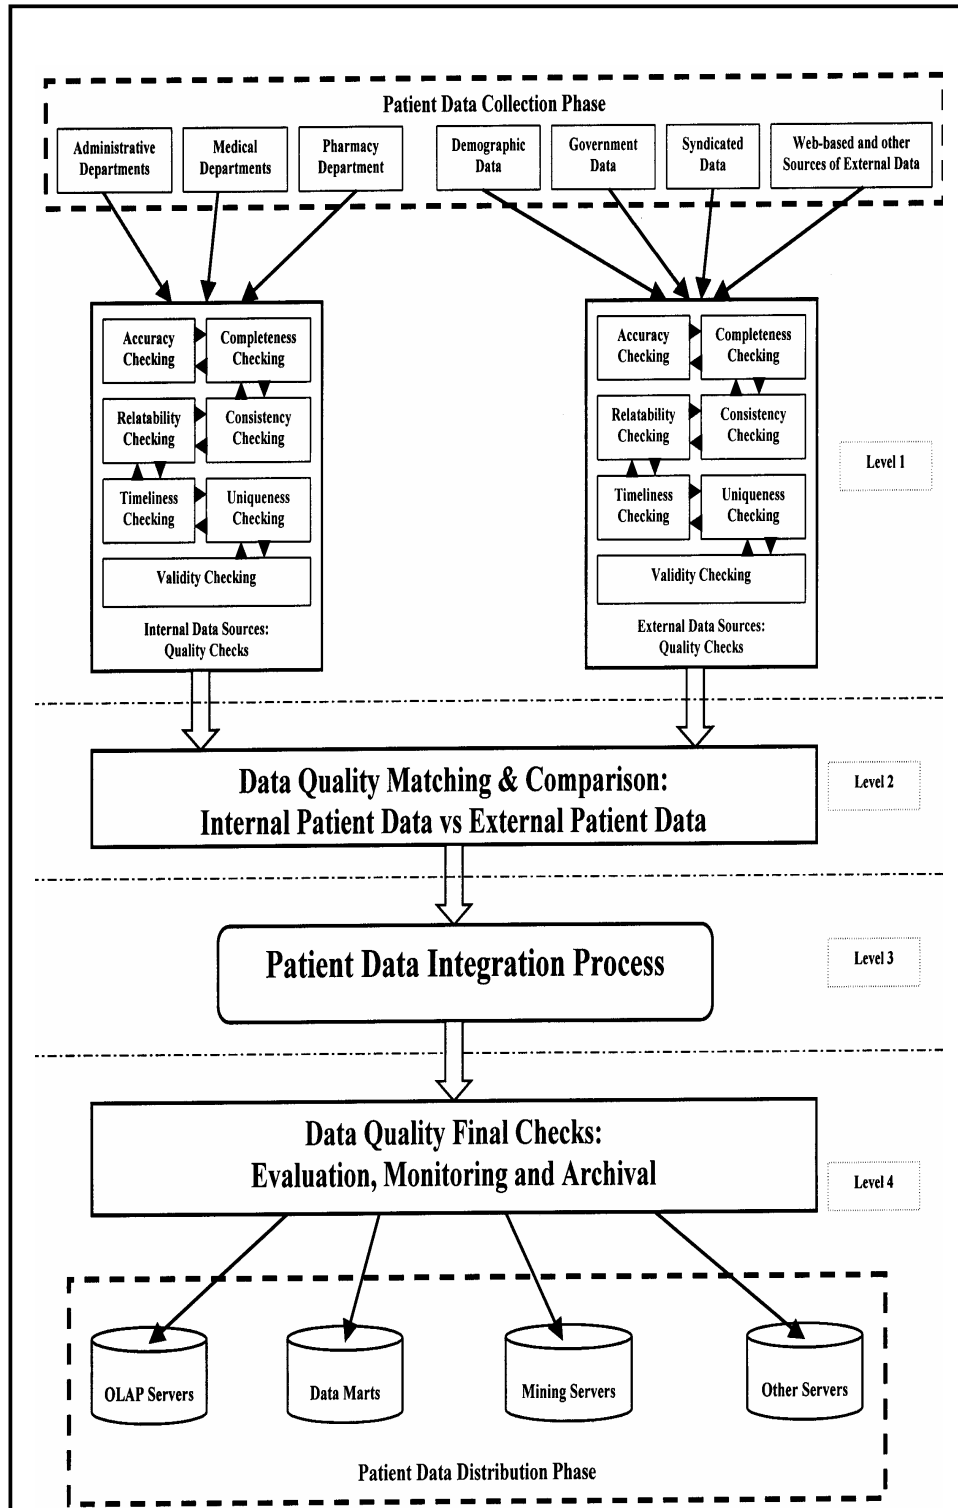 Patient Data Collection Phase
Administrative
Departments
Medical
Departments
Pharmacy
Department
Demographic
Data
Government
Data
Syndicated
Data
Web-based and other
Sources of External Data
Accuracy
Checking
Completeness
Checking
Relatability
Checking
Consistency
Checking
Timeliness
Checking
Uniqueness
Checking
Validity Checking
Internal Data Sources:
Quality Checks
Accuracy
Checking
Completeness
Checking
Relatability
Checking
Consistency
Checking
Timeliness
Checking
Uniqueness
Checking
Validity Checking
External Data Sources:
Quality Checks
Level 1
Data Quality Matching & Comparison:
Internal Patient Data vs External Patient Data
Level 2
Patient Data Integration Process
Level 3
Data Quality Final Checks:
Evaluation, Monitoring and Archival
Level 4
OLAP Servers
Data Marts
Mining Servers
Other Servers
Patient Data Distribution Phase